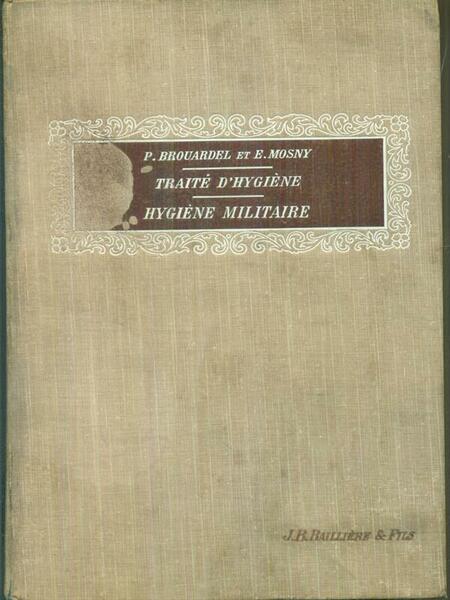 P. BROUARDEL ET E. MOSNY
TRAITÉ D'HYGIÈNE
HYGIÈNE MILITAIRE
J.B. BAILLIÈRE & FILS